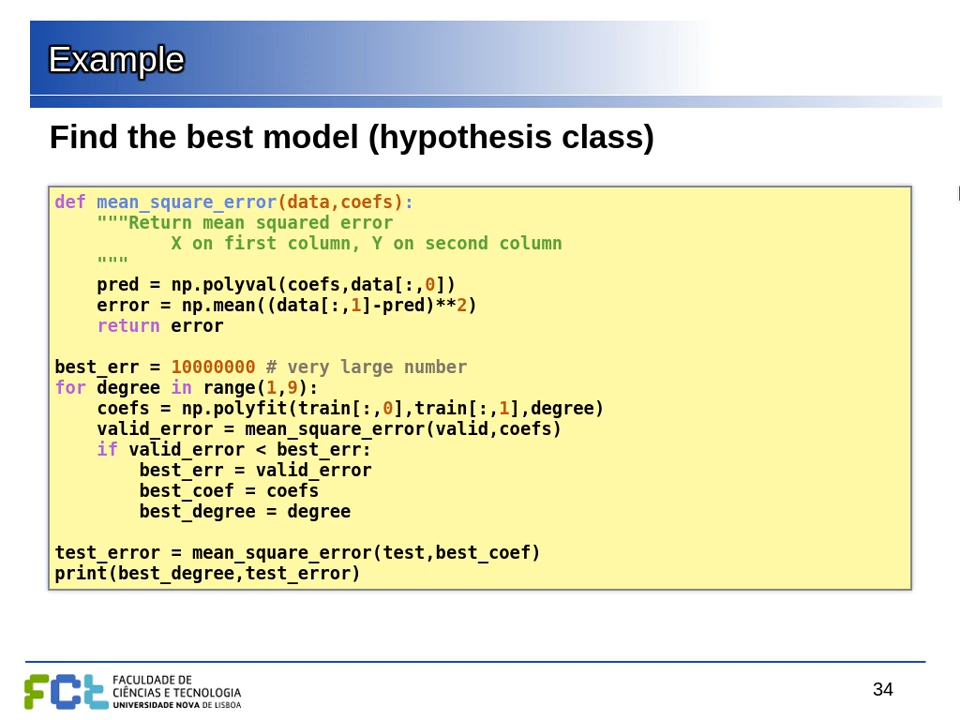 Example
Find the best model (hypothesis class)
def mean_square_error(data,coefs):
    """Return mean squared error
           X on first column, Y on second column
    """
    pred = np.polyval(coefs,data[:,0])
    error = np.mean((data[:,1]-pred)**2)
    return error

best_err = 10000000 # very large number
for degree in range(1,9):
    coefs = np.polyfit(train[:,0],train[:,1],degree)
    valid_error = mean_square_error(valid,coefs)
    if valid_error < best_err:
        best_err = valid_error
        best_coef = coefs
        best_degree = degree

test_error = mean_square_error(test,best_coef)
print(best_degree,test_error)
FCt
FACULDADE DE
CIÊNCIAS E TECNOLOGIA
UNIVERSIDADE NOVA DE LISBOA
34